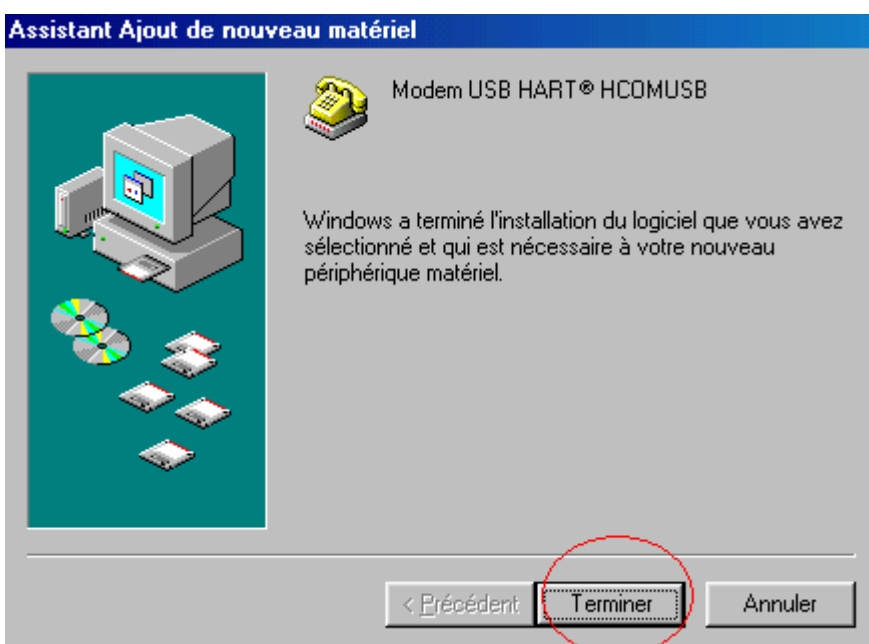 Assistant Ajout de nouveau matériel
Modem USB HART® HCOMUSB
Windows a terminé l'installation du logiciel que vous avez
sélectionné et qui est nécessaire à votre nouveau
périphérique matériel.
< Précédent Terminer Annuler